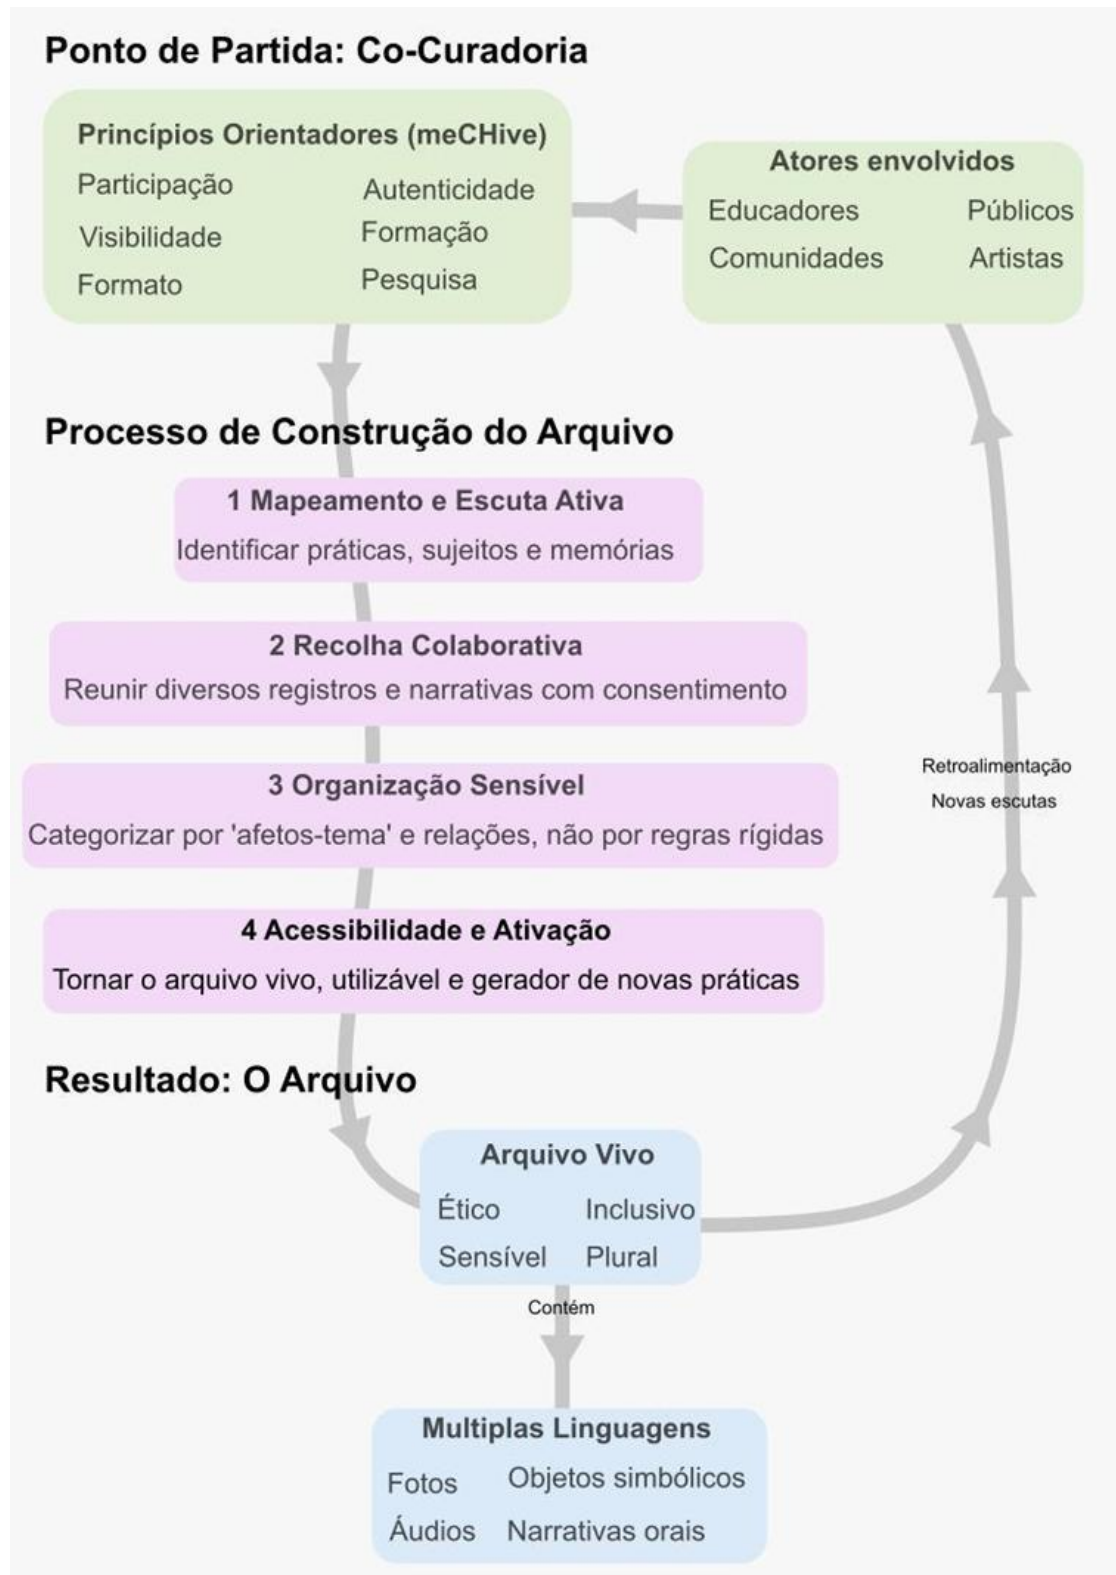 Ponto de Partida: Co-Curadoria
Princípios Orientadores (meCHive)
Participação
Autenticidade
Visibilidade
Formação
Formato
Pesquisa
Atores envolvidos
Educadores
Públicos
Comunidades
Artistas
Processo de Construção do Arquivo
1 Mapeamento e Escuta Ativa
Identificar práticas, sujeitos e memórias
2 Recolha Colaborativa
Reunir diversos registros e narrativas com consentimento
3 Organização Sensível
Categorizar por 'afetos-tema' e relações, não por regras rígidas
4 Acessibilidade e Ativação
Tornar o arquivo vivo, utilizável e gerador de novas práticas
Retroalimentação
Novas escutas
Resultado: O Arquivo
Arquivo Vivo
Ético
Inclusivo
Sensível
Plural
Contém
Multiplas Linguagens
Fotos
Objetos simbólicos
Áudios
Narrativas orais